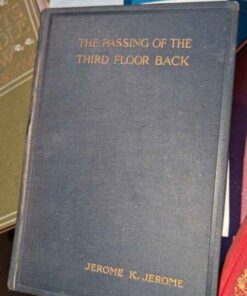 THE PASSING OF THE
THIRD FLOOR BACK
JEROME K. JEROME